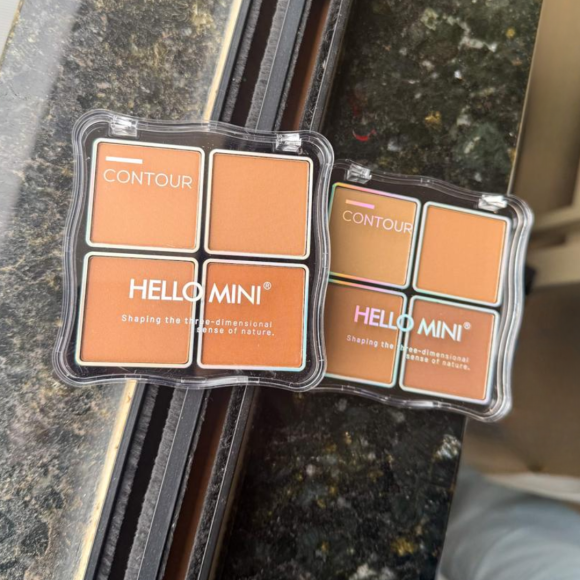 CONTOUR
HELLO MINI®
Shaping the three-dimensional
sense of nature.
CONTOUR
HELLO MINI®
Shaping the three-dimensional
sense of nature.